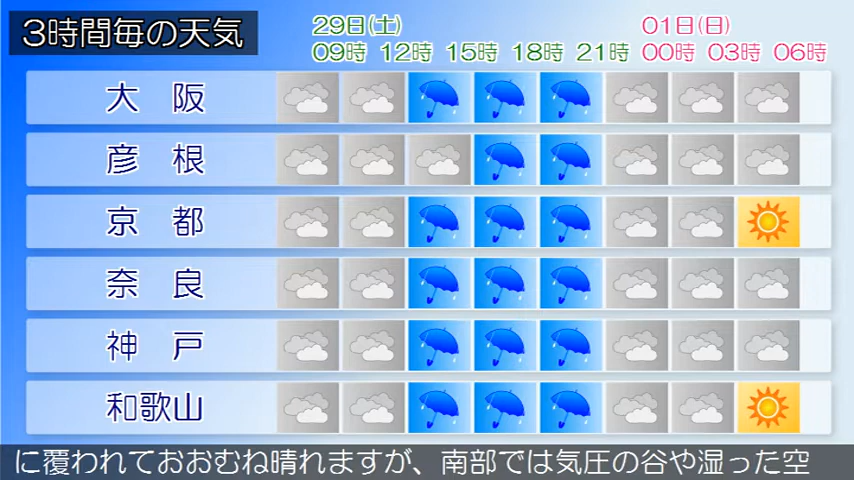 3時間毎の天気
29日(土) 01日(日)
09時 12時 15時 18時 21時 00時 03時 06時
大阪
彦根
京都
奈良
神戸
和歌山
に覆われておおむね晴れますが、南部では気圧の谷や湿った空